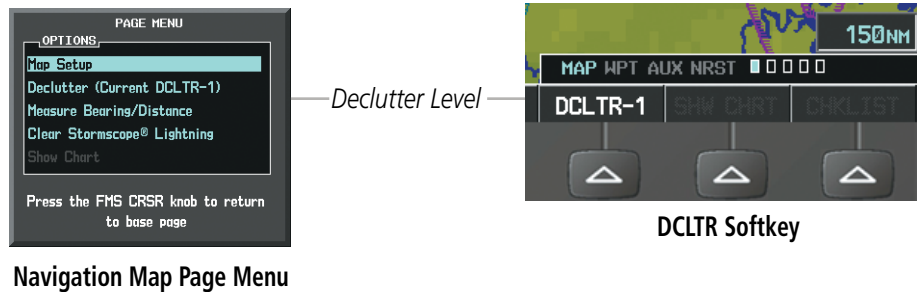 PAGE MENU
OPTIONS
Map Setup
Declutter (Current DCLTR-1)
Measure Bearing/Distance
Clear Stormscope® Lightning
Show Chart
Press the FMS CRSR knob to return
to base page
Navigation Map Page Menu
Declutter Level
150NM
MAP WPT AUX NRST
DCLTR-1 SHW CHRT CHKLIST
DCLTR Softkey